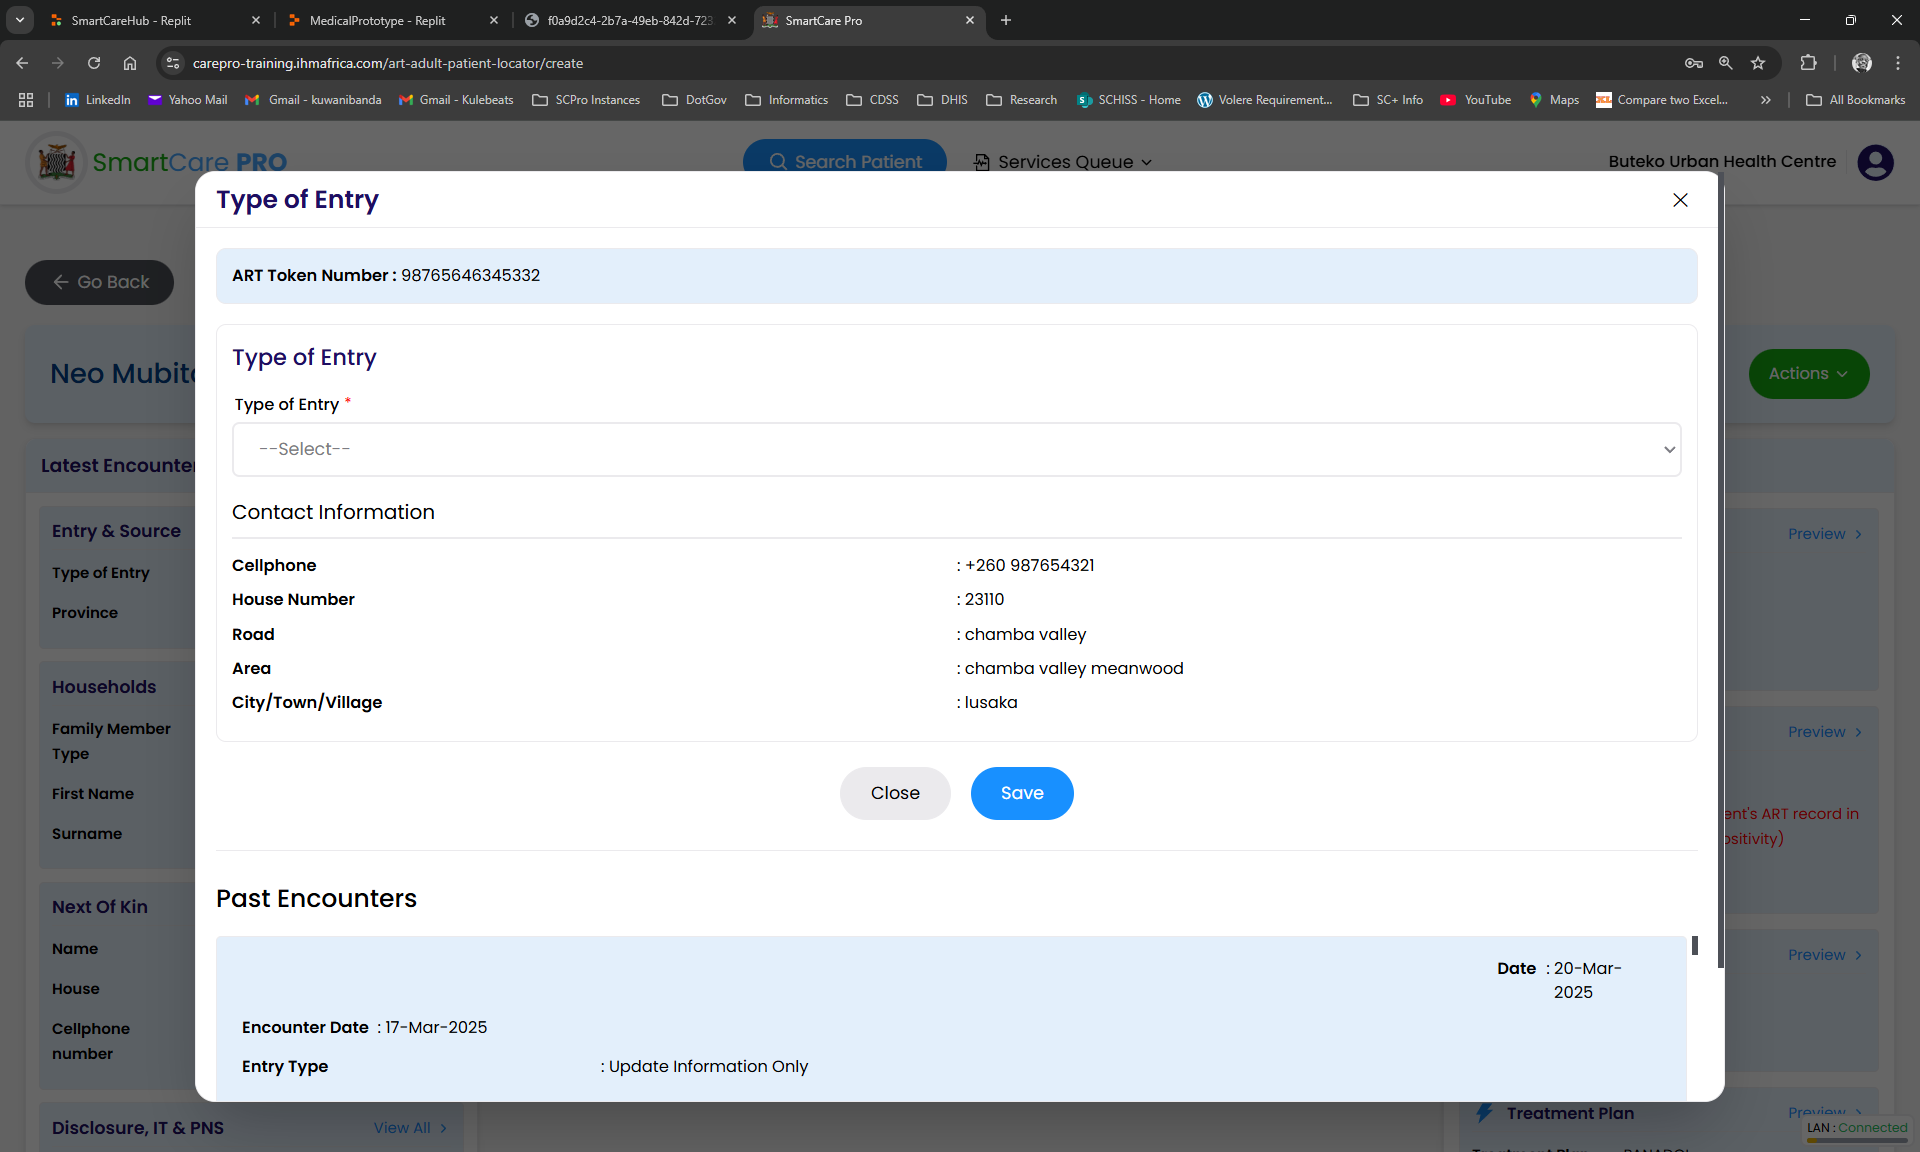 SmartCareHub - Replit
MedicalPrototype - Replit
f0a9d2c4-2b7a-49eb-842d-723
SmartCare Pro
carepro-training.ihmafrica.com/art-adult-patient-locator/create
LinkedIn
Yahoo Mail
Gmail - kuwanibanda
Gmail - Kulebeats
SCPro Instances
DotGov
Informatics
CDSS
DHIS
Research
SCHISS - Home
Volere Requirement...
SC+ Info
YouTube
Maps
Compare two Excel...
All Bookmarks
SmartCare PRO
Search Patient
Services Queue
Buteko Urban Health Centre
Type of Entry
ART Token Number : 98765646345332
Go Back
Type of Entry
Neo Mubita
Actions
Type of Entry *
--Select--
Latest Encounter
Contact Information
Entry & Source
Preview
Cellphone : +260 987654321
Type of Entry
House Number : 23110
Province
Road : chamba valley
Area : chamba valley meanwood
Households
City/Town/Village : lusaka
Family Member
Type
Preview
First Name
Close
Save
Surname
ent's ART record in
ositivity)
Past Encounters
Next Of Kin
Name
Preview
Date : 20-Mar-
2025
House
Encounter Date : 17-Mar-2025
Cellphone
number
Entry Type : Update Information Only
Disclosure, IT & PNS
View All
Treatment Plan
Preview
LAN : Connected